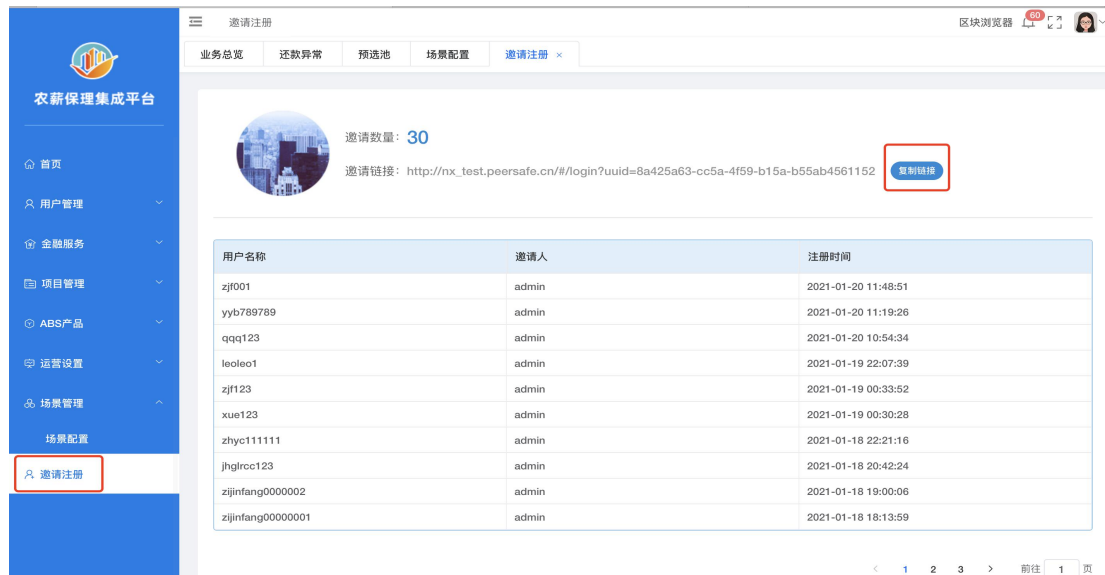 邀请注册
区块浏览器 60
业务总览 还款异常 预选池 场景配置 邀请注册 ×
农薪保理集成平台
首页
用户管理
金融服务
项目管理
ABS产品
运营设置
场景管理
场景配置
邀请注册
邀请数量：30
邀请链接：http://nx_test.peersafe.cn/#/login?uuid=8a425a63-cc5a-4f59-b15a-b55ab4561152 复制链接
用户名称 邀请人 注册时间
zjf001 admin 2021-01-20 11:48:51
yyb789789 admin 2021-01-20 11:19:26
qqq123 admin 2021-01-20 10:54:34
leoleo1 admin 2021-01-19 22:07:39
zjf123 admin 2021-01-19 00:33:52
xue123 admin 2021-01-19 00:30:28
zhyc111111 admin 2021-01-18 22:21:16
jhglrcc123 admin 2021-01-18 20:42:24
zijinfang0000002 admin 2021-01-18 19:00:06
zijinfang00000001 admin 2021-01-18 18:13:59
< 1 2 3 > 前往 1 页